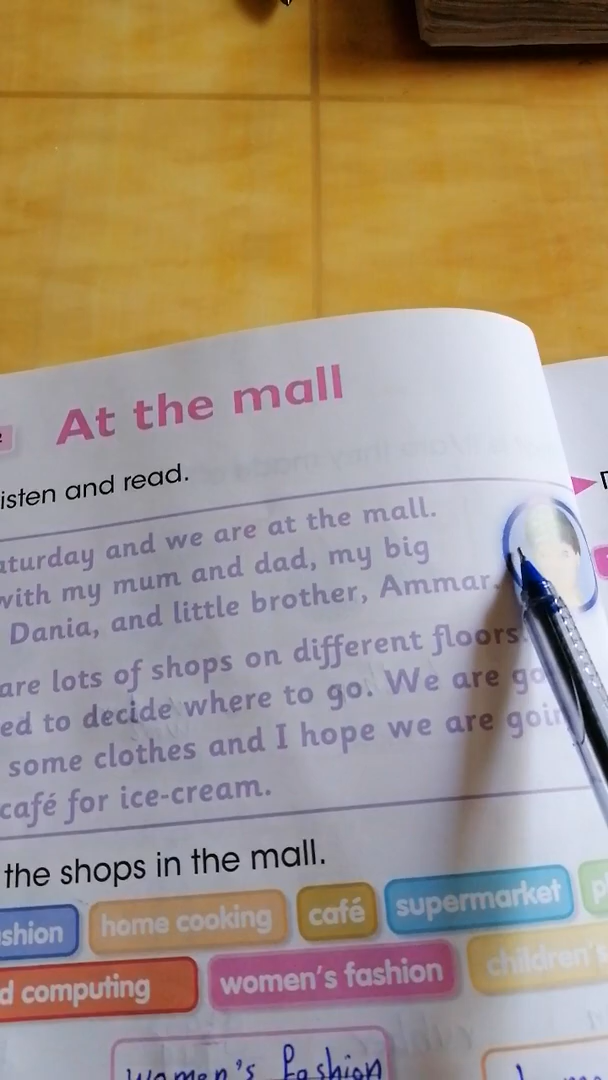 At the mall
isten and read.
aturday and we are at the mall.
with my mum and dad, my big
Dania, and little brother, Ammar.
are lots of shops on different floors.
ed to decide where to go. We are go
some clothes and I hope we are goin
café for ice-cream.
the shops in the mall.
shion home cooking café supermarket
d computing women's fashion children's
women's fashion